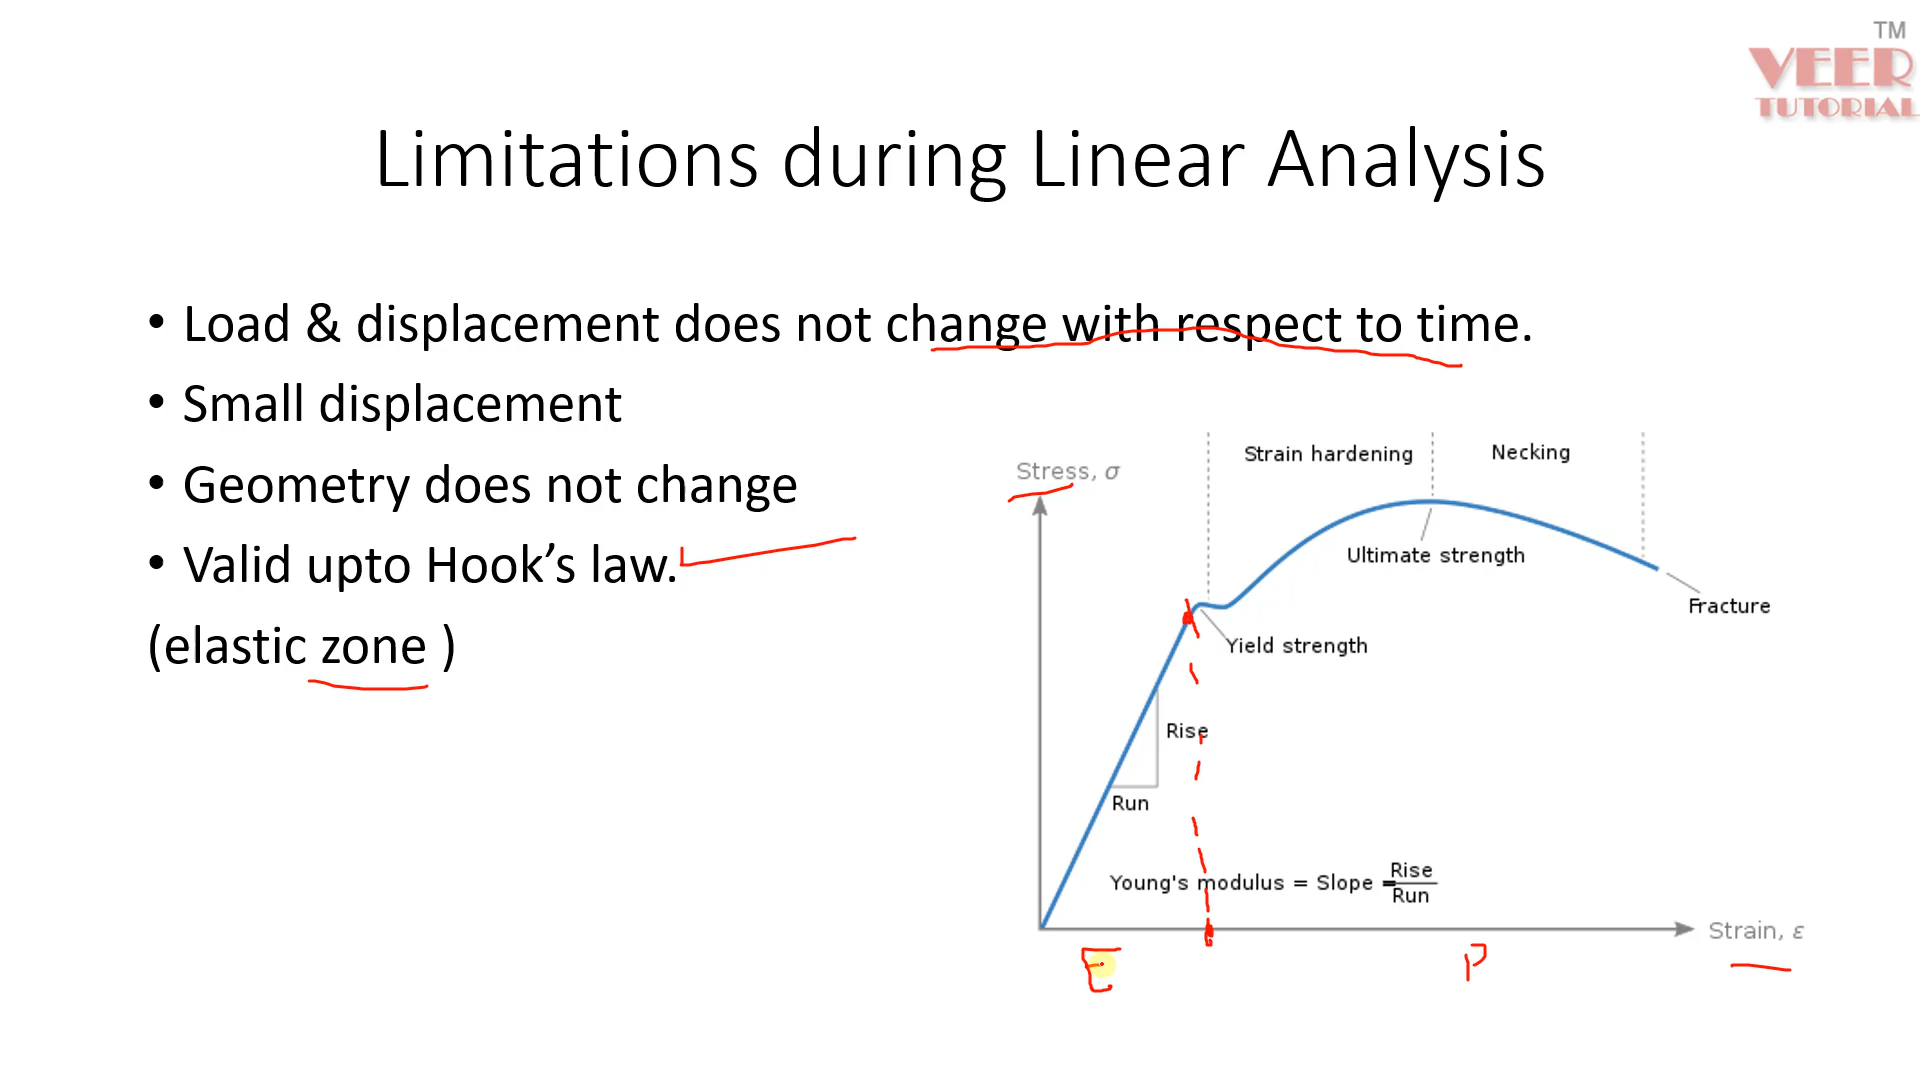 TM
VEER
TUTORIAL
Limitations during Linear Analysis
• Load & displacement does not change with respect to time.
• Small displacement
• Geometry does not change
• Valid upto Hook’s law.
(elastic zone )
Stress, σ
Strain hardening
Necking
Ultimate strength
Fracture
Yield strength
Rise
Run
Young's modulus = Slope = Rise
Run
Strain, ε
E
P